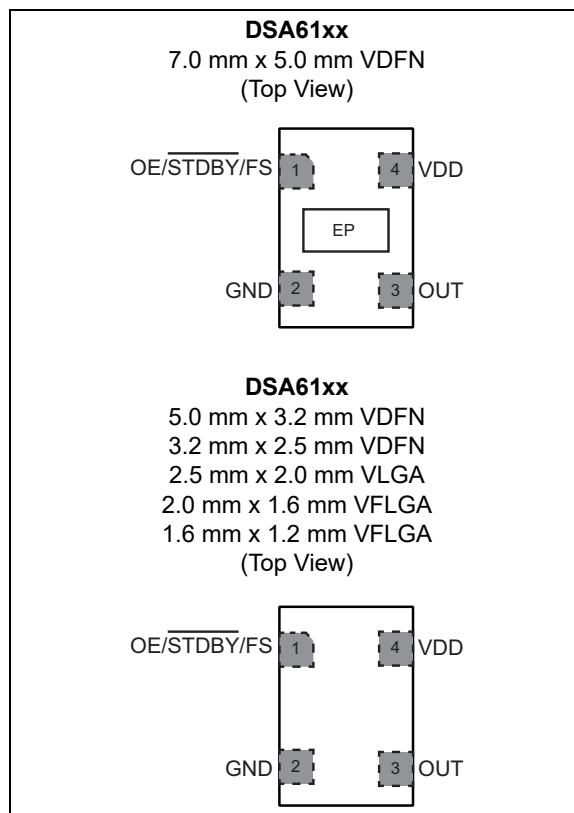 DSA61xx
7.0 mm x 5.0 mm VDFN
(Top View)
OE/STDBY/FS 1 4 VDD
EP
GND 2 3 OUT
DSA61xx
5.0 mm x 3.2 mm VDFN
3.2 mm x 2.5 mm VDFN
2.5 mm x 2.0 mm VLGA
2.0 mm x 1.6 mm VFLGA
1.6 mm x 1.2 mm VFLGA
(Top View)
OE/STDBY/FS 1 4 VDD
GND 2 3 OUT